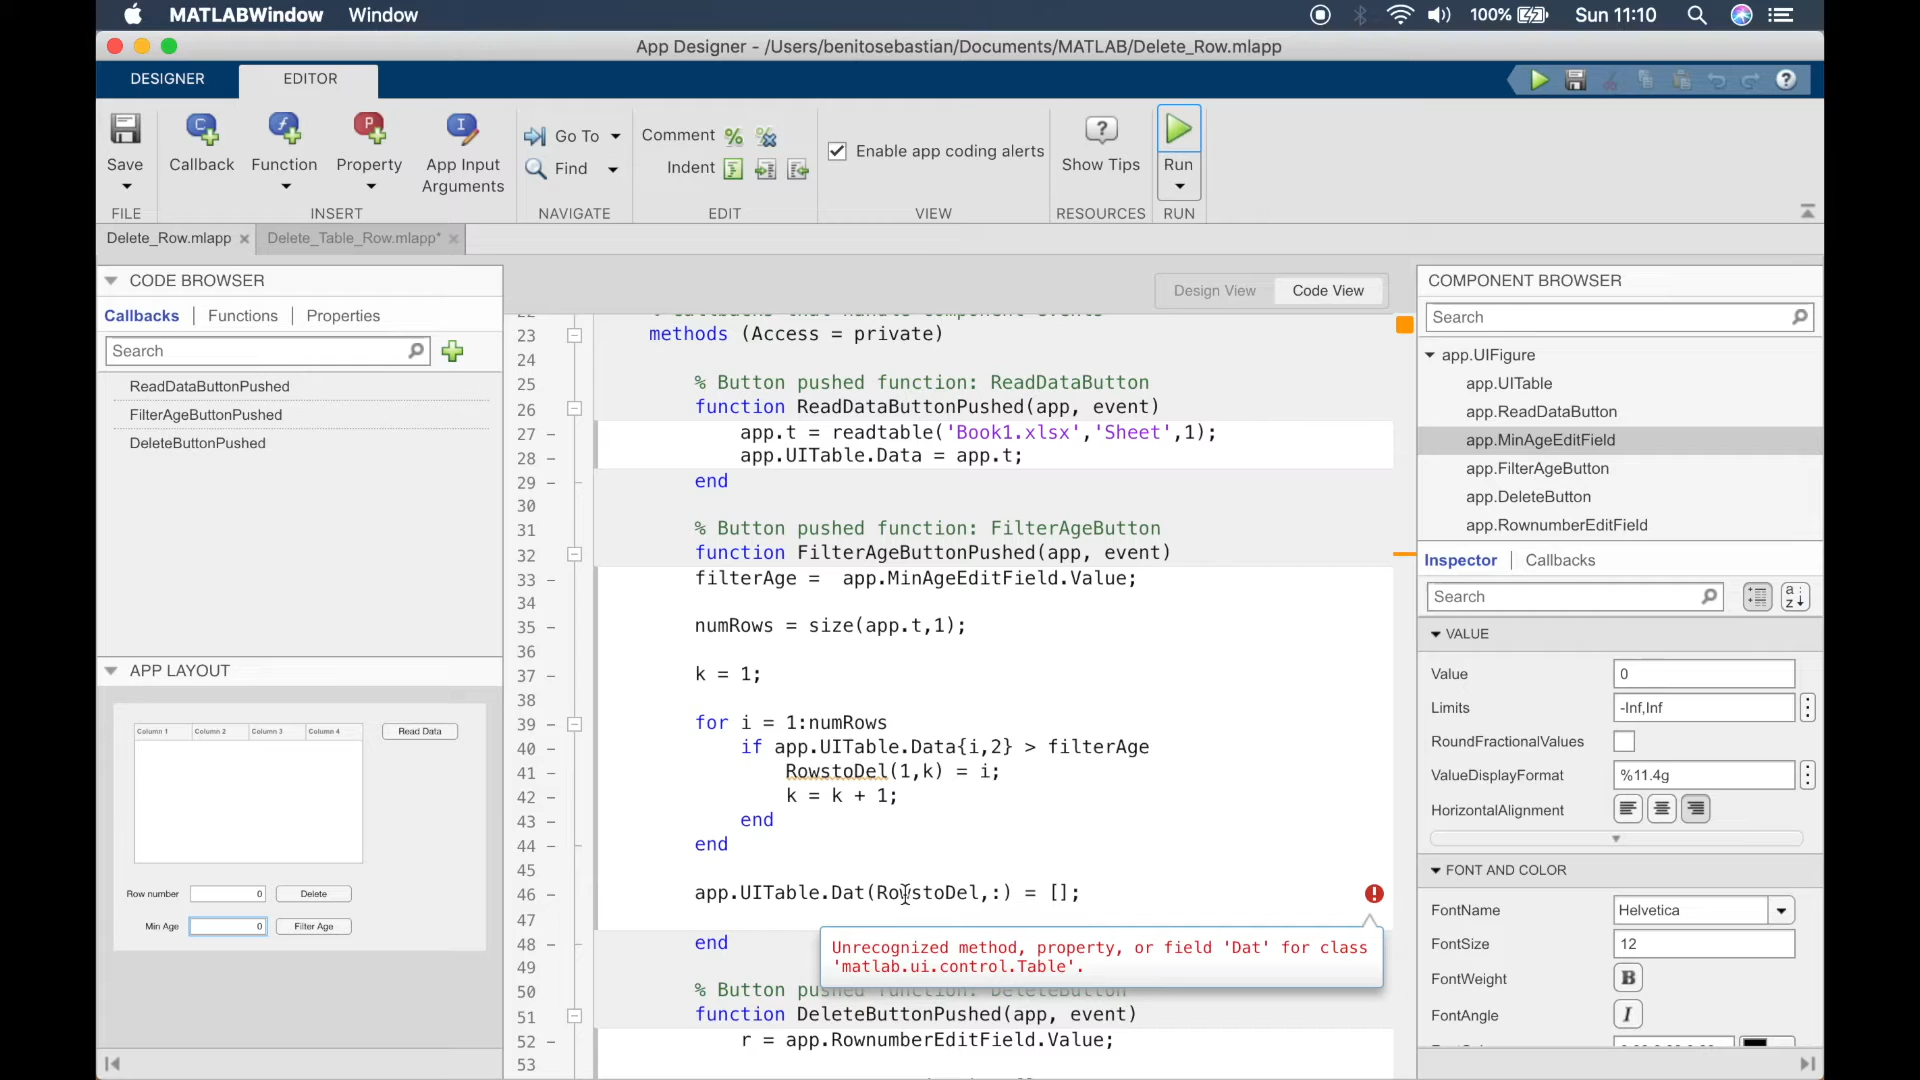 MATLABWindow Window 100% Sun 11:10
App Designer - /Users/benitosebastian/Documents/MATLAB/Delete_Row.mlapp
DESIGNER EDITOR
Save Callback Function Property App Input Arguments
Go To
Find
Comment
Indent
Enable app coding alerts
Show Tips
Run
FILE INSERT NAVIGATE EDIT VIEW RESOURCES RUN
Delete_Row.mlapp Delete_Table_Row.mlapp*
CODE BROWSER
Callbacks Functions Properties
Search
ReadDataButtonPushed
FilterAgeButtonPushed
DeleteButtonPushed
APP LAYOUT
Column 1 Column 2 Column 3 Column 4 Read Data
Row number 0 Delete
Min Age 0 Filter Age
Design View Code View
23 methods (Access = private)
24
25 % Button pushed function: ReadDataButton
26 function ReadDataButtonPushed(app, event)
27 app.t = readtable('Book1.xlsx','Sheet',1);
28 app.UITable.Data = app.t;
29 end
30
31 % Button pushed function: FilterAgeButton
32 function FilterAgeButtonPushed(app, event)
33 filterAge =  app.MinAgeEditField.Value;
34
35 numRows = size(app.t,1);
36
37 k = 1;
38
39 for i = 1:numRows
40 if app.UITable.Data{i,2} > filterAge
41 RowstoDel(1,k) = i;
42 k = k + 1;
43 end
44 end
45
46 app.UITable.Dat(RowstoDel,:) = [];
47
48 end
Unrecognized method, property, or field 'Dat' for class
'matlab.ui.control.Table'.
49
50 % Button pushed function: DeleteButton
51 function DeleteButtonPushed(app, event)
52 r = app.RownumberEditField.Value;
53
COMPONENT BROWSER
Search
app.UIFigure
app.UITable
app.ReadDataButton
app.MinAgeEditField
app.FilterAgeButton
app.DeleteButton
app.RownumberEditField
Inspector Callbacks
Search
VALUE
Value 0
Limits -Inf,Inf
RoundFractionalValues
ValueDisplayFormat %11.4g
HorizontalAlignment
FONT AND COLOR
FontName Helvetica
FontSize 12
FontWeight B
FontAngle I